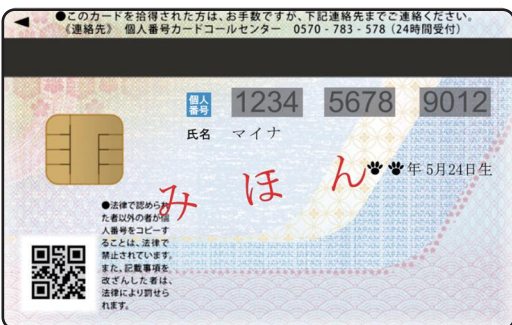 ◀ ●このカードを拾得された方は、お手数ですが、下記連絡先までご連絡ください。
《連絡先》 個人番号カードコールセンター 0570-783-578 (24時間受付)
個人番号 1234 5678 9012
氏名 マイナ
🐾🐾年 5月24日生
みほん
●法律で認められ
た者以外の者が個
人番号をコピーす
ることは、法律で
禁止されています。
また、記載事項を
改ざんした者は、
法律により罰せら
れます。